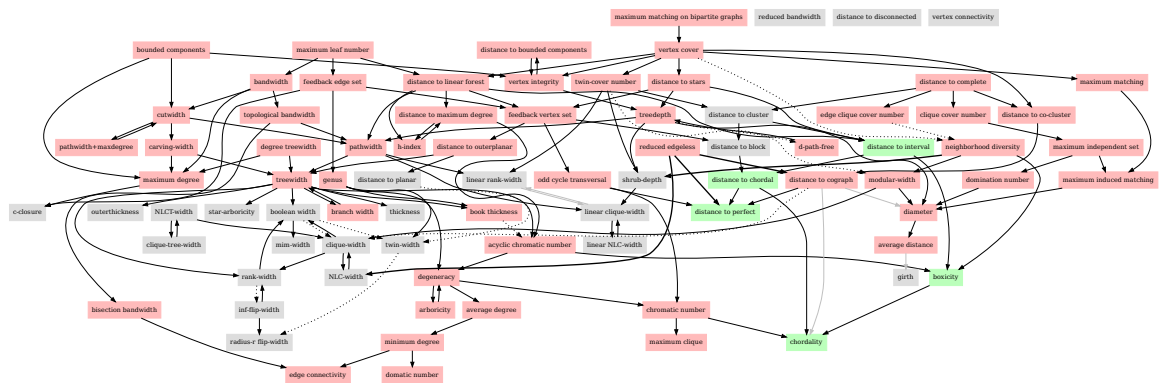 maximum matching on bipartite graphs
reduced bandwidth
distance to disconnected
vertex connectivity
bounded components
maximum leaf number
distance to bounded components
vertex cover
bandwidth
feedback edge set
distance to linear forest
vertex integrity
twin-cover number
distance to stars
distance to complete
maximum matching
cutwidth
topological bandwidth
distance to maximum degree
feedback vertex set
treedepth
distance to cluster
edge clique cover number
clique cover number
distance to co-cluster
pathwidth+maxdegree
carving-width
degree treewidth
pathwidth
h-index
distance to outerplanar
reduced edgeless
distance to block
d-path-free
distance to interval
neighborhood diversity
maximum independent set
maximum degree
treewidth
genus
distance to planar
linear rank-width
odd cycle transversal
shrub-depth
distance to chordal
distance to cograph
modular-width
domination number
maximum induced matching
c-closure
outerthickness
NLCT-width
star-arboricity
boolean width
branch width
thickness
book thickness
linear clique-width
distance to perfect
diameter
clique-tree-width
mim-width
clique-width
twin-width
acyclic chromatic number
linear NLC-width
average distance
rank-width
NLC-width
degeneracy
girth
boxicity
bisection bandwidth
inf-flip-width
arboricity
average degree
chromatic number
radius-r flip-width
minimum degree
maximum clique
chordality
edge connectivity
domatic number